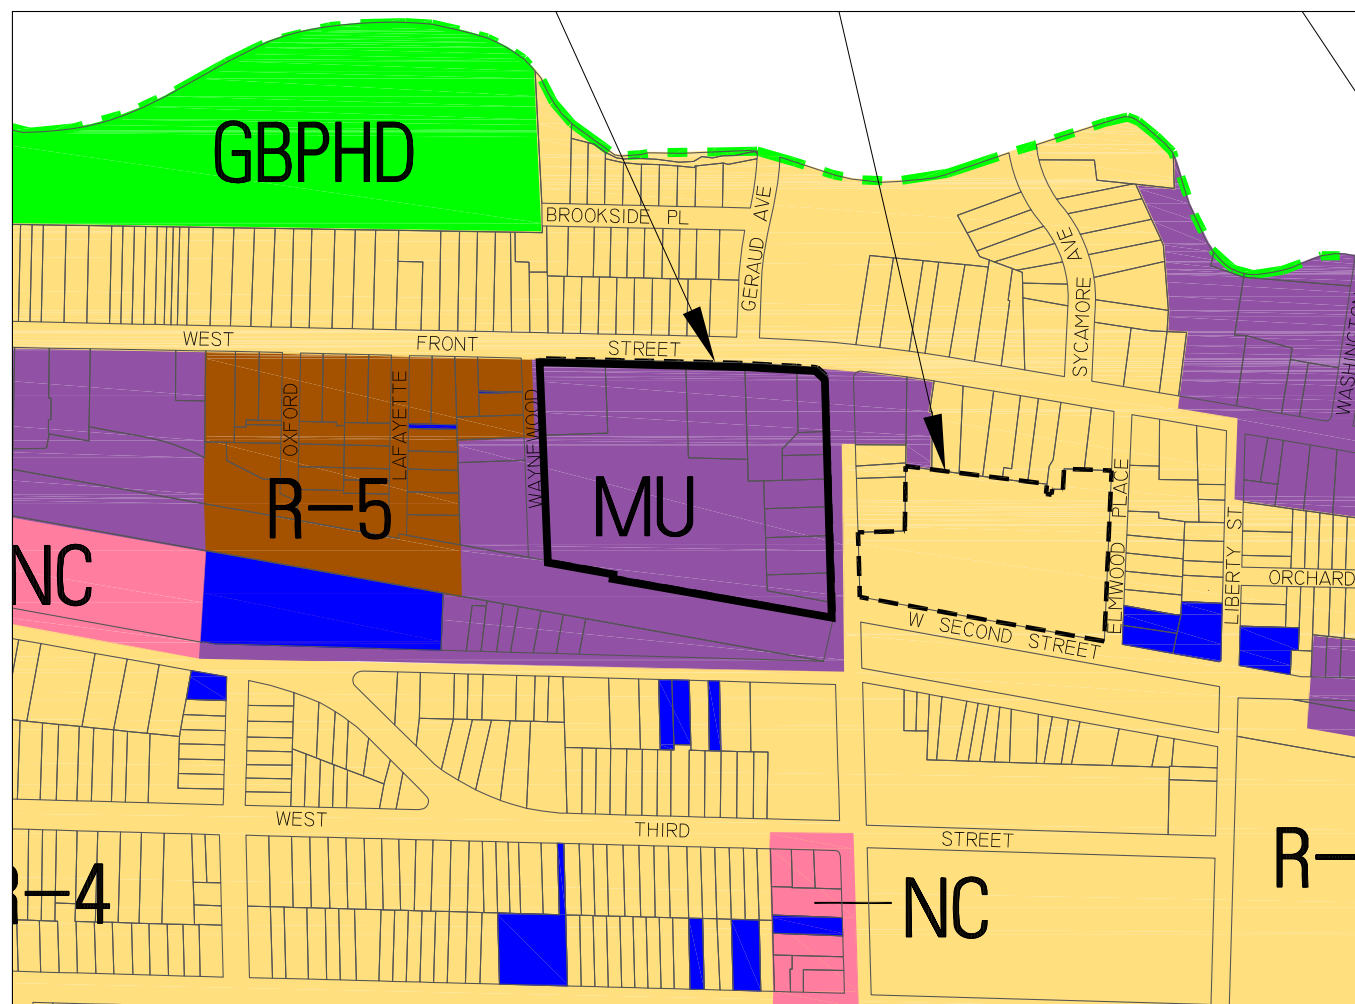 GBPHD
BROOKSIDE PL
GERAUD AVE
SYCAMORE AVE
WEST FRONT STREET
OXFORD
LAFAYETTE
WAYNEWOOD
R-5
MU
NC
ELMWOOD PLACE
LIBERTY ST
ORCHARD
W SECOND STREET
WEST THIRD STREET
R-4
NC
R-